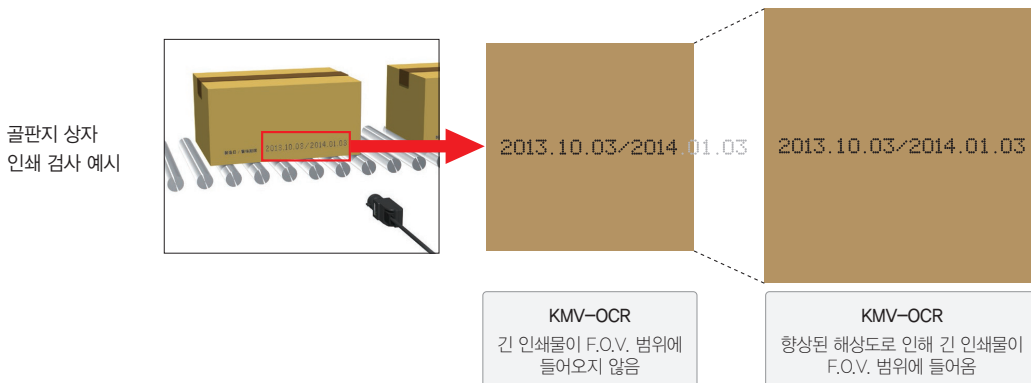 골판지 상자
인쇄 검사 예시
2013.10.03/2014.01.03
2013.10.03/2014.01.03
2013.10.03/2014.01.03
KMV-OCR
긴 인쇄물이 F.O.V. 범위에
들어오지 않음
KMV-OCR
향상된 해상도로 인해 긴 인쇄물이
F.O.V. 범위에 들어옴